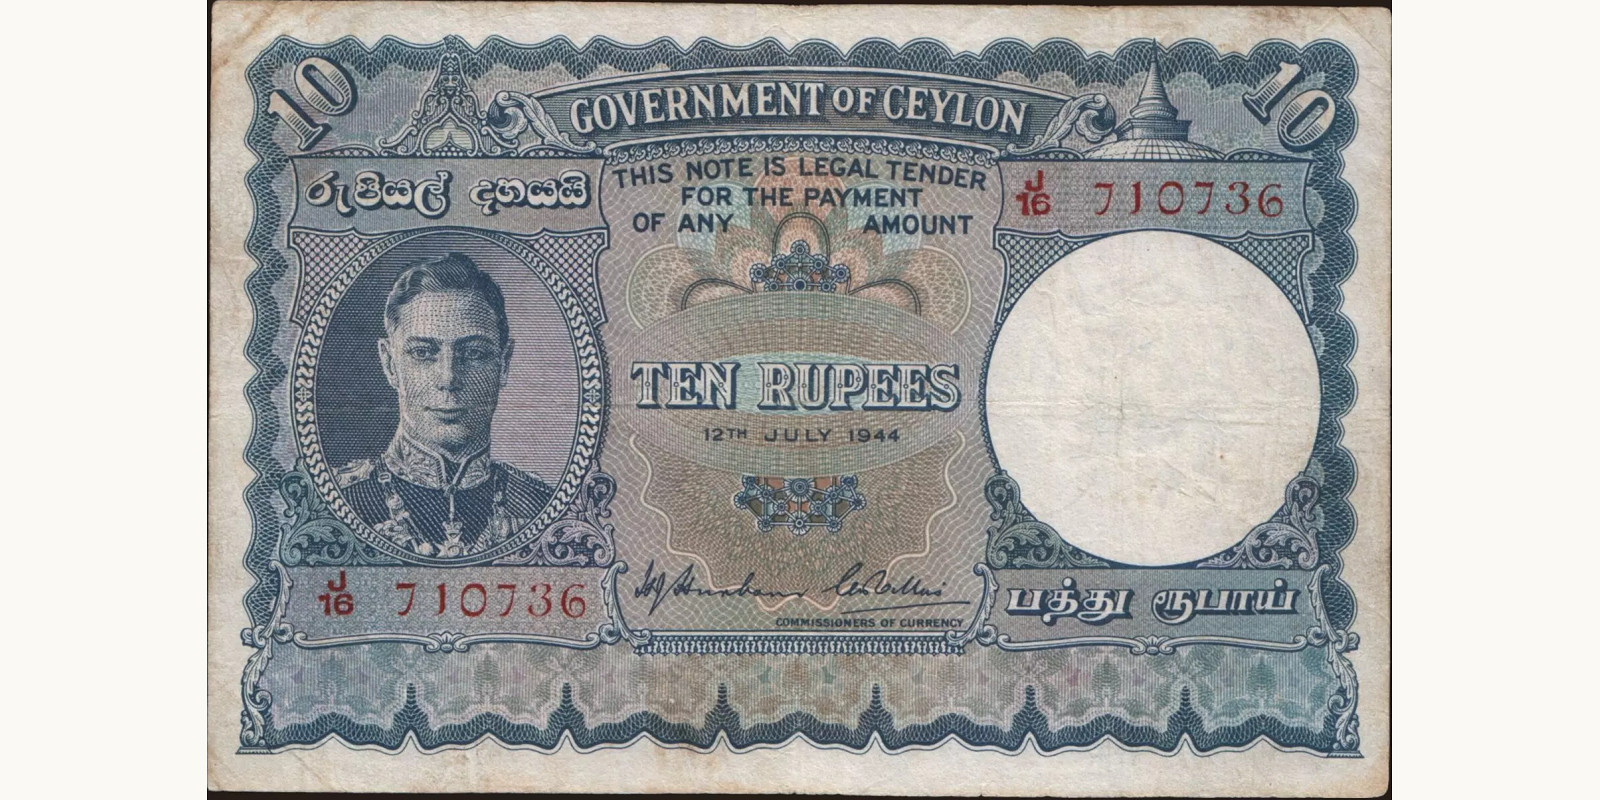 10
GOVERNMENT OF CEYLON
10
රුපියල් දහයයි
THIS NOTE IS LEGAL TENDER
FOR THE PAYMENT
OF ANY AMOUNT
J/16 710736
TEN RUPEES
12TH JULY 1944
J/16 710736
COMMISSIONERS OF CURRENCY
பத்து ரூபாய்